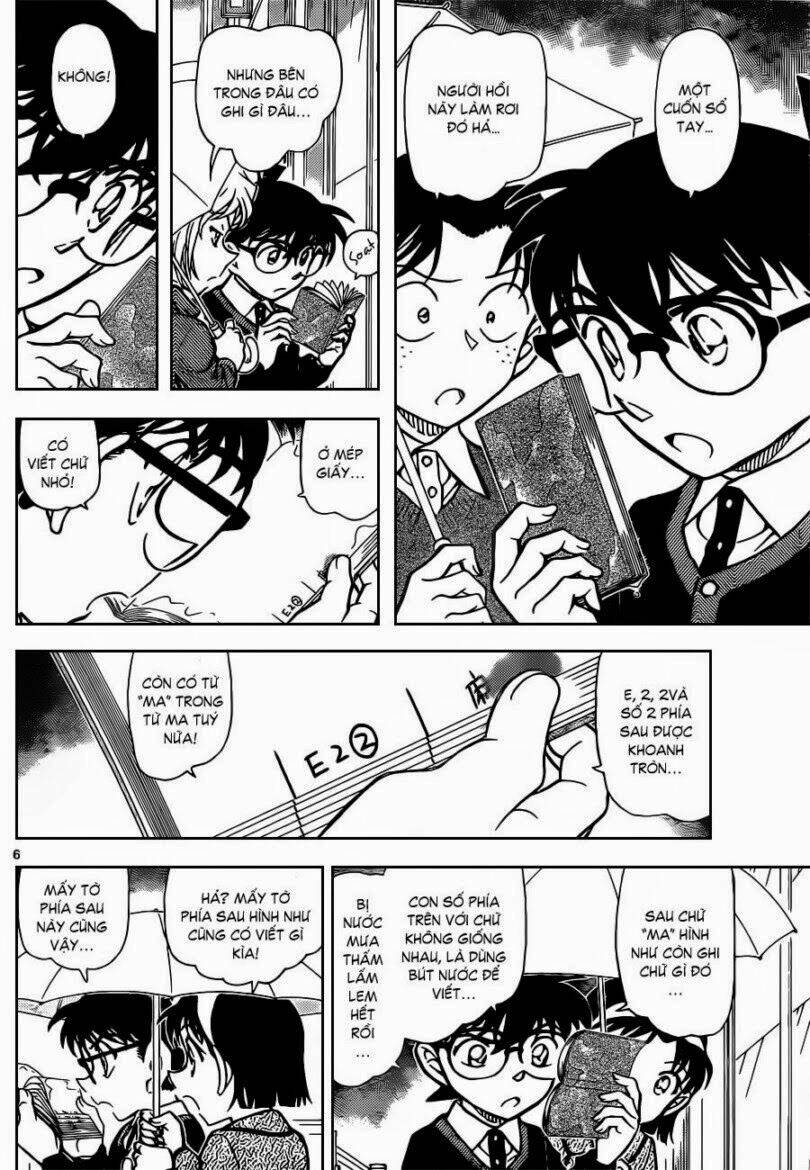 MỘT
CUỐN SỔ
TAY...
NGƯỜI HỒI
NÀY LÀM RƠI
ĐÓ HẢ...
NHƯNG BÊN
TRONG ĐÂU CÓ
GHI GÌ ĐÂU...
SOẠT
KHÔNG!
Ở MÉP
GIẤY...
CÓ
VIẾT CHỮ
NHỎ!
E2②
麻
E, 2, 2VÀ
SỐ 2 PHÍA
SAU ĐƯỢC
KHOANH
TRÒN...
CÒN CÓ TỪ
"MA" TRONG
TỪ MA TUÝ
NỮA!
E2②
麻
6
SAU CHỮ
"MA" HÌNH
NHƯ CÒN GHI
CHỮ GÌ ĐÓ
...
CON SỐ PHÍA
TRÊN VỚI CHỮ
KHÔNG GIỐNG
NHAU, LÀ DÙNG
BÚT NƯỚC ĐỂ
VIẾT...
BỊ
NƯỚC
MƯA
THẤM
LẤM
LEM
HẾT
RỒI
...
HẢ? MẤY TỜ
PHÍA SAU HÌNH NHƯ
CŨNG CÓ VIẾT GÌ
KÌA!
MẤY TỜ
PHÍA SAU
NÀY CŨNG
VẬY...